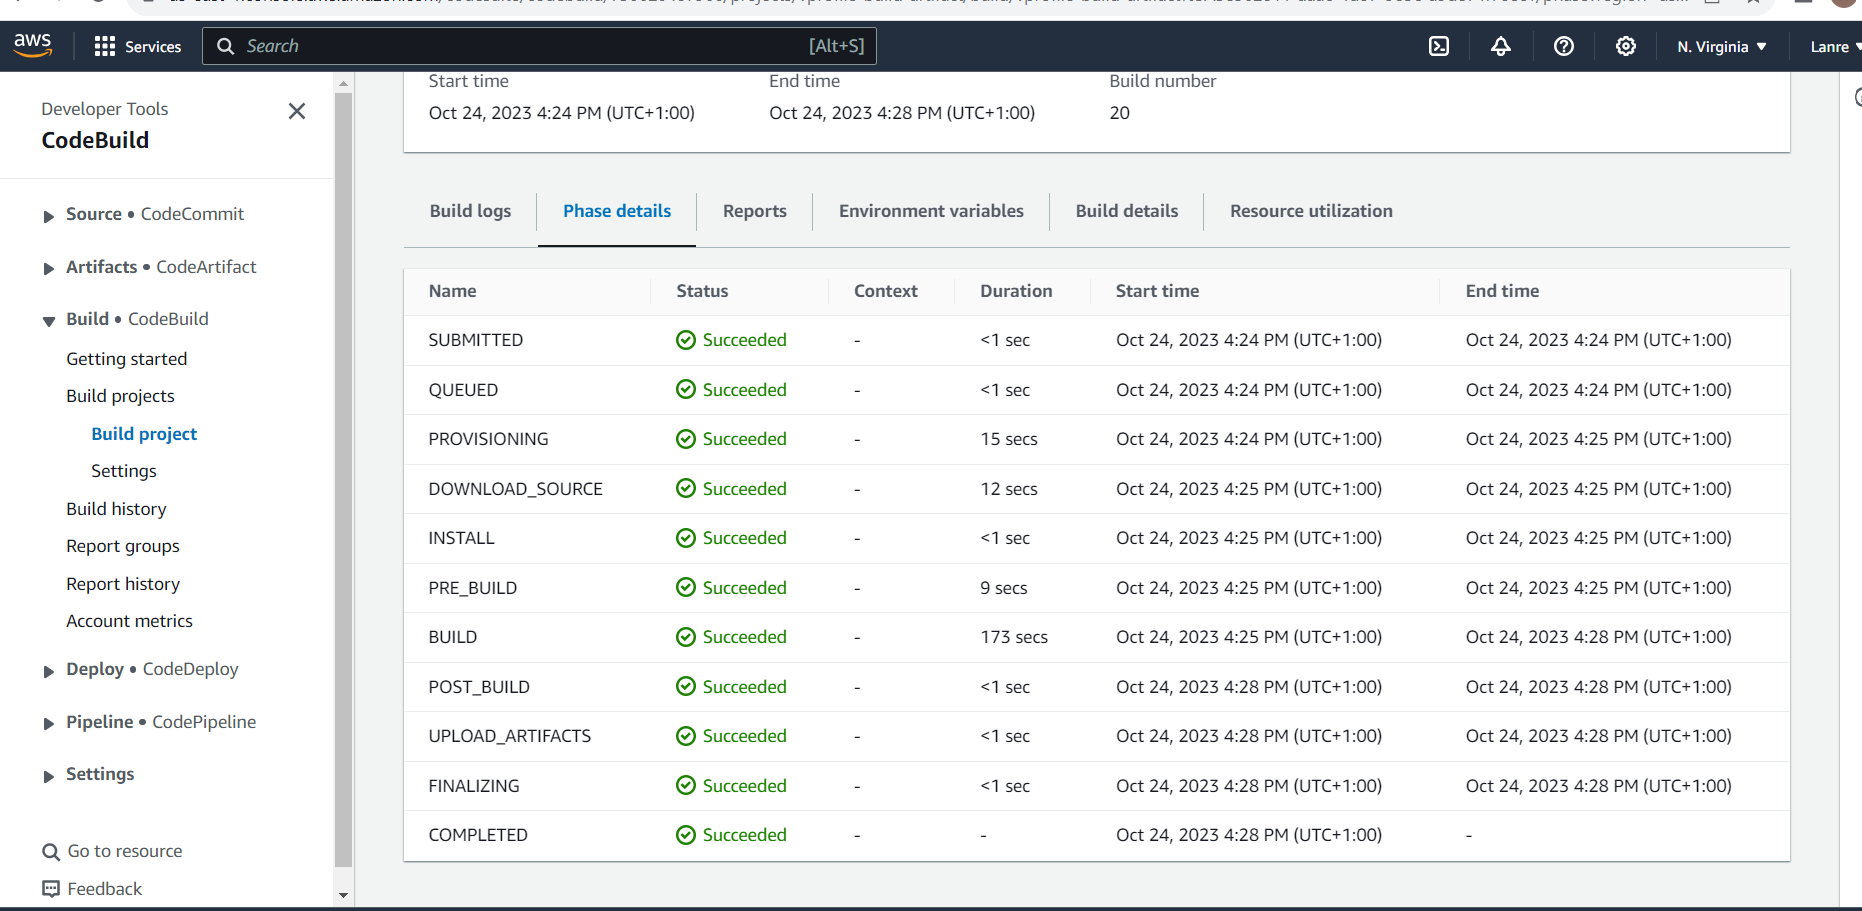 aws
Services
Search [Alt+S]
N. Virginia
Lanre
Developer Tools
CodeBuild
Source • CodeCommit
Artifacts • CodeArtifact
Build • CodeBuild
Getting started
Build projects
Build project
Settings
Build history
Report groups
Report history
Account metrics
Deploy • CodeDeploy
Pipeline • CodePipeline
Settings
Go to resource
Feedback
Start time End time Build number
Oct 24, 2023 4:24 PM (UTC+1:00) Oct 24, 2023 4:28 PM (UTC+1:00) 20
Build logs Phase details Reports Environment variables Build details Resource utilization
Name Status Context Duration Start time End time
SUBMITTED Succeeded - <1 sec Oct 24, 2023 4:24 PM (UTC+1:00) Oct 24, 2023 4:24 PM (UTC+1:00)
QUEUED Succeeded - <1 sec Oct 24, 2023 4:24 PM (UTC+1:00) Oct 24, 2023 4:24 PM (UTC+1:00)
PROVISIONING Succeeded - 15 secs Oct 24, 2023 4:24 PM (UTC+1:00) Oct 24, 2023 4:25 PM (UTC+1:00)
DOWNLOAD_SOURCE Succeeded - 12 secs Oct 24, 2023 4:25 PM (UTC+1:00) Oct 24, 2023 4:25 PM (UTC+1:00)
INSTALL Succeeded - <1 sec Oct 24, 2023 4:25 PM (UTC+1:00) Oct 24, 2023 4:25 PM (UTC+1:00)
PRE_BUILD Succeeded - 9 secs Oct 24, 2023 4:25 PM (UTC+1:00) Oct 24, 2023 4:25 PM (UTC+1:00)
BUILD Succeeded - 173 secs Oct 24, 2023 4:25 PM (UTC+1:00) Oct 24, 2023 4:28 PM (UTC+1:00)
POST_BUILD Succeeded - <1 sec Oct 24, 2023 4:28 PM (UTC+1:00) Oct 24, 2023 4:28 PM (UTC+1:00)
UPLOAD_ARTIFACTS Succeeded - <1 sec Oct 24, 2023 4:28 PM (UTC+1:00) Oct 24, 2023 4:28 PM (UTC+1:00)
FINALIZING Succeeded - <1 sec Oct 24, 2023 4:28 PM (UTC+1:00) Oct 24, 2023 4:28 PM (UTC+1:00)
COMPLETED Succeeded - - Oct 24, 2023 4:28 PM (UTC+1:00) -